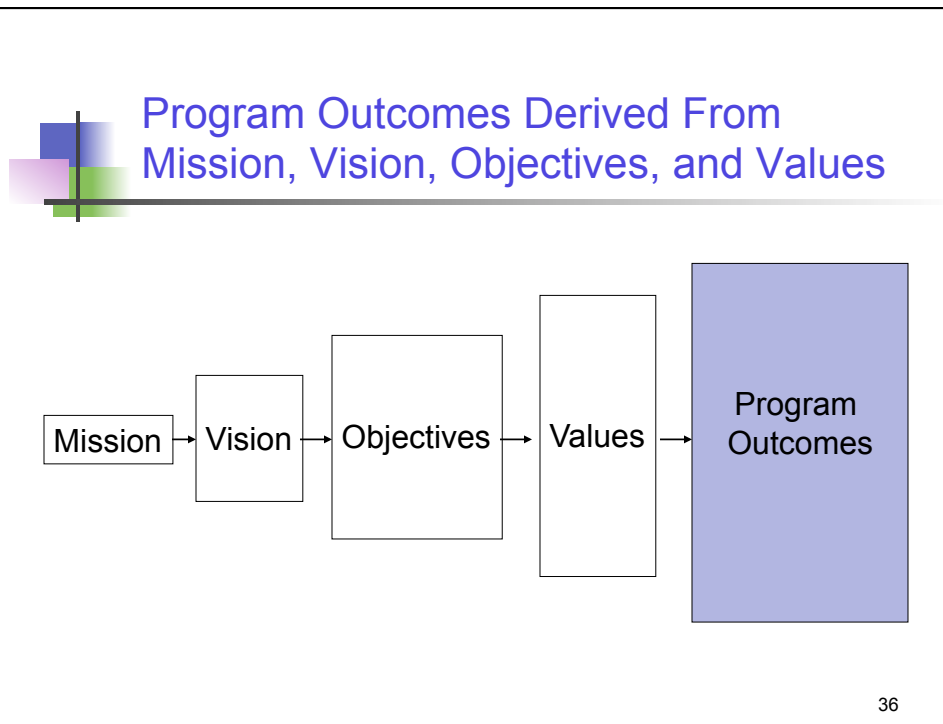 Program Outcomes Derived From
Mission, Vision, Objectives, and Values
Mission
Vision
Objectives
Values
Program
Outcomes
36